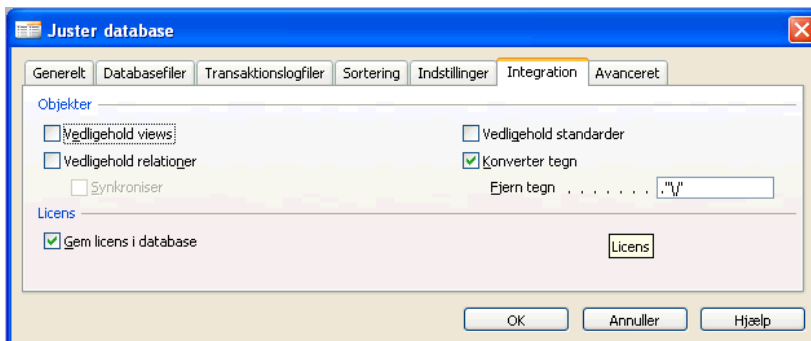 Juster database
Generelt Databasefiler Transaktionslogfiler Sortering Indstillinger Integration Avanceret
Objekter
Vedligehold views Vedligehold standarder
Vedligehold relationer Konverter tegn
Synkroniser Fjern tegn . . . . . . . ."\/'
Licens
Gem licens i database Licens
OK Annuller Hjælp